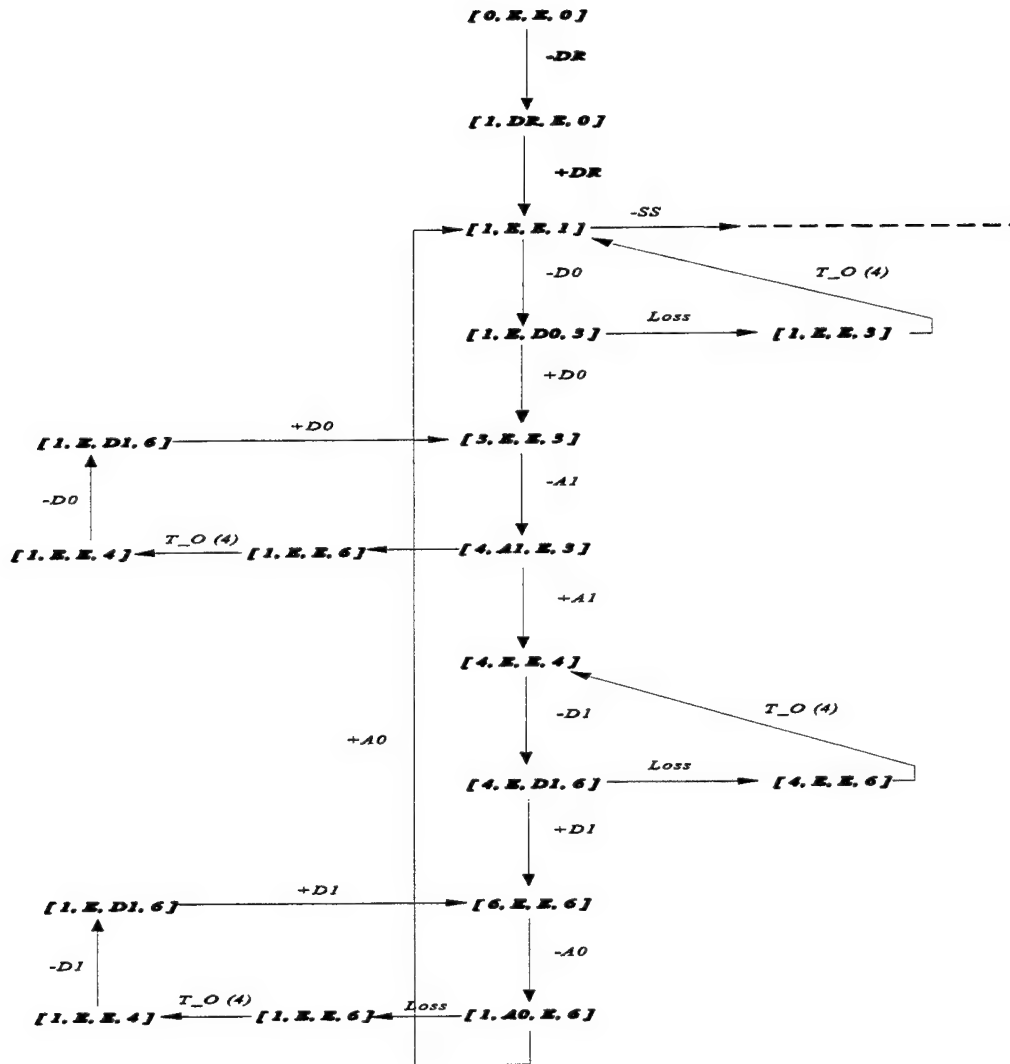 [0, E, E, 0]
-DR
[1, DR, E, 0]
+DR
[1, E, E, 1]
-SS
-D0
T_O (4)
[1, E, D0, 3]
Loss
[1, E, E, 3]
+D0
[1, E, D1, 6]
+D0
[3, E, E, 3]
-D0
-A1
[1, E, E, 4]
T_O (4)
[1, E, E, 6]
[4, A1, E, 3]
+A1
[4, E, E, 4]
-D1
T_O (4)
+A0
[4, E, D1, 6]
Loss
[4, E, E, 6]
+D1
[1, E, D1, 6]
+D1
[6, E, E, 6]
-D1
-A0
[1, E, E, 4]
T_O (4)
[1, E, E, 6]
Loss
[1, A0, E, 6]